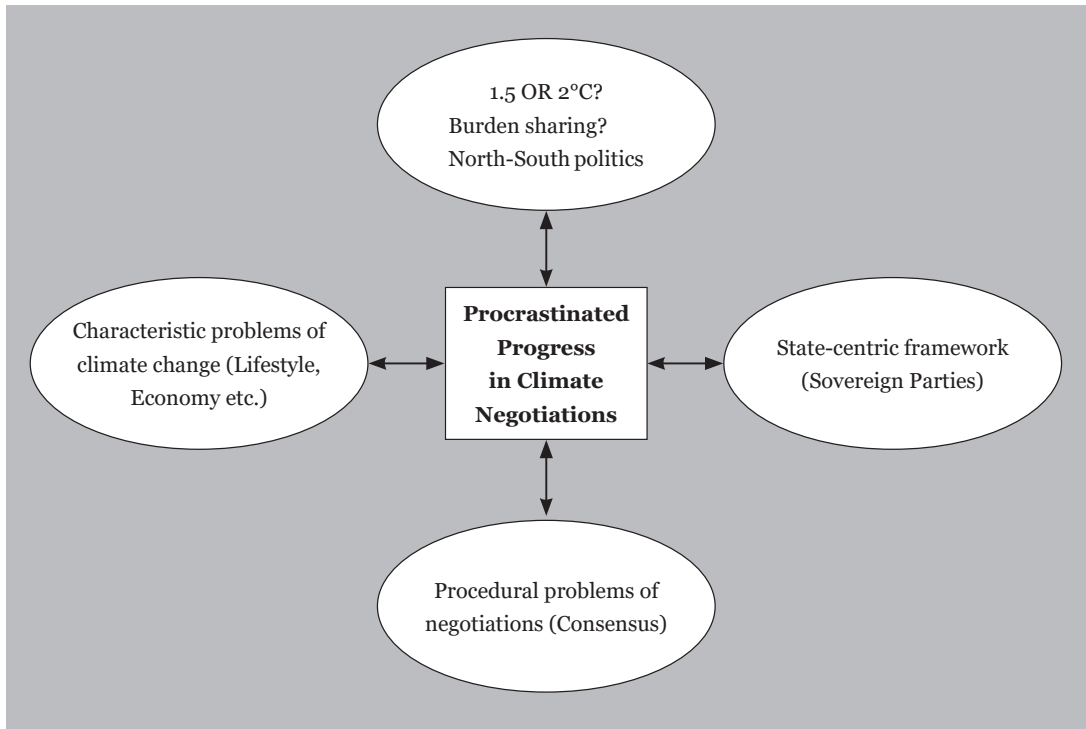 1.5 OR 2°C?
Burden sharing?
North-South politics
Characteristic problems of
climate change (Lifestyle,
Economy etc.)
Procrastinated
Progress
in Climate
Negotiations
State-centric framework
(Sovereign Parties)
Procedural problems of
negotiations (Consensus)